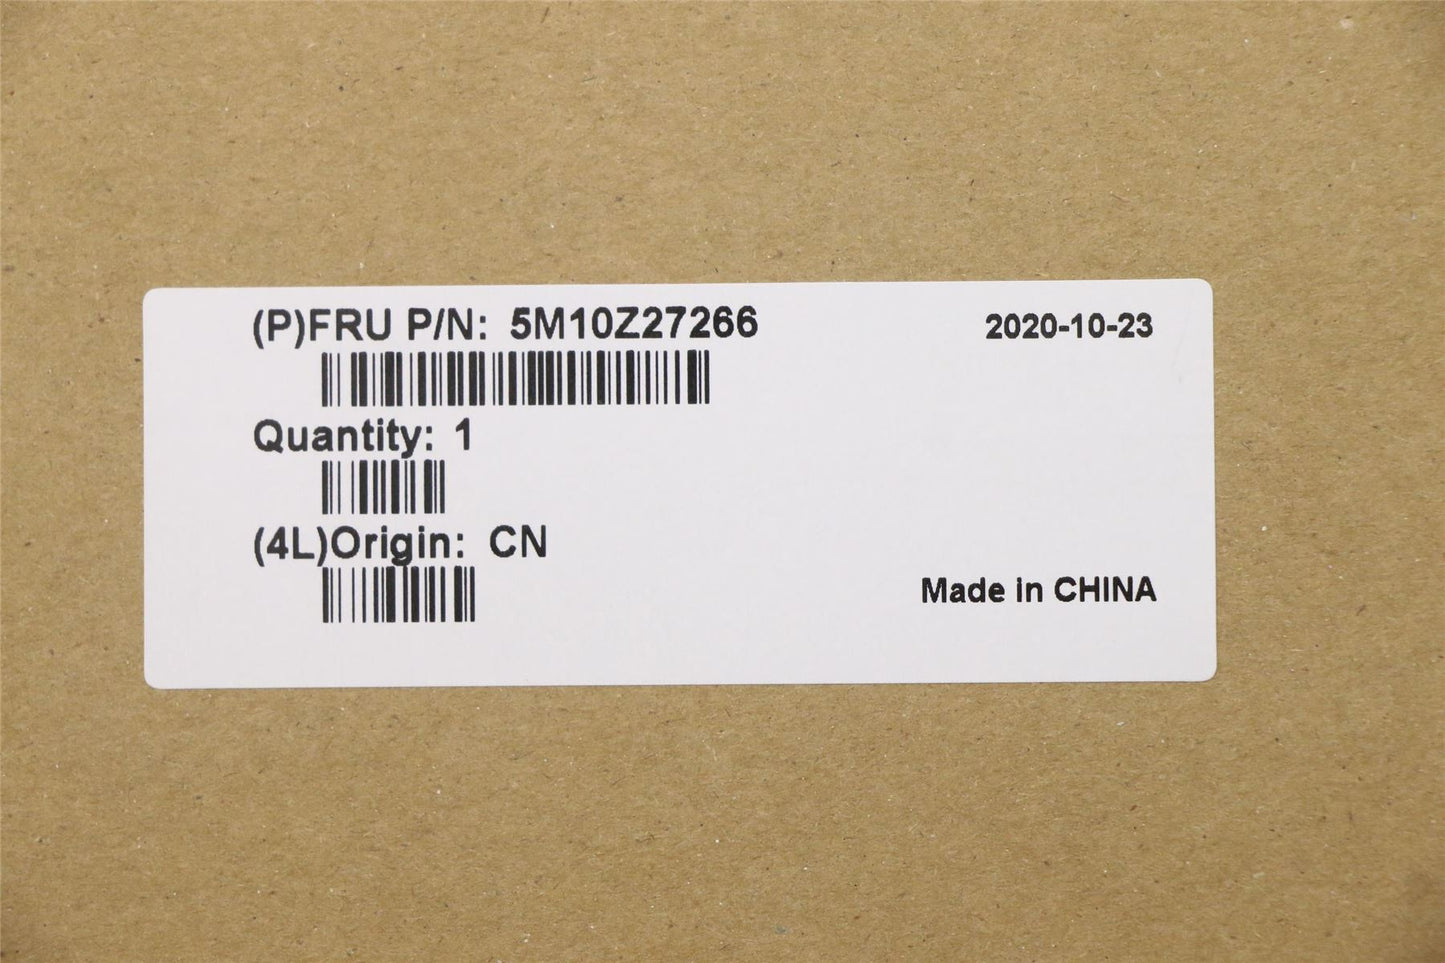 (P)FRU P/N: 5M10Z27266
2020-10-23
Quantity: 1
(4L)Origin: CN
Made in CHINA